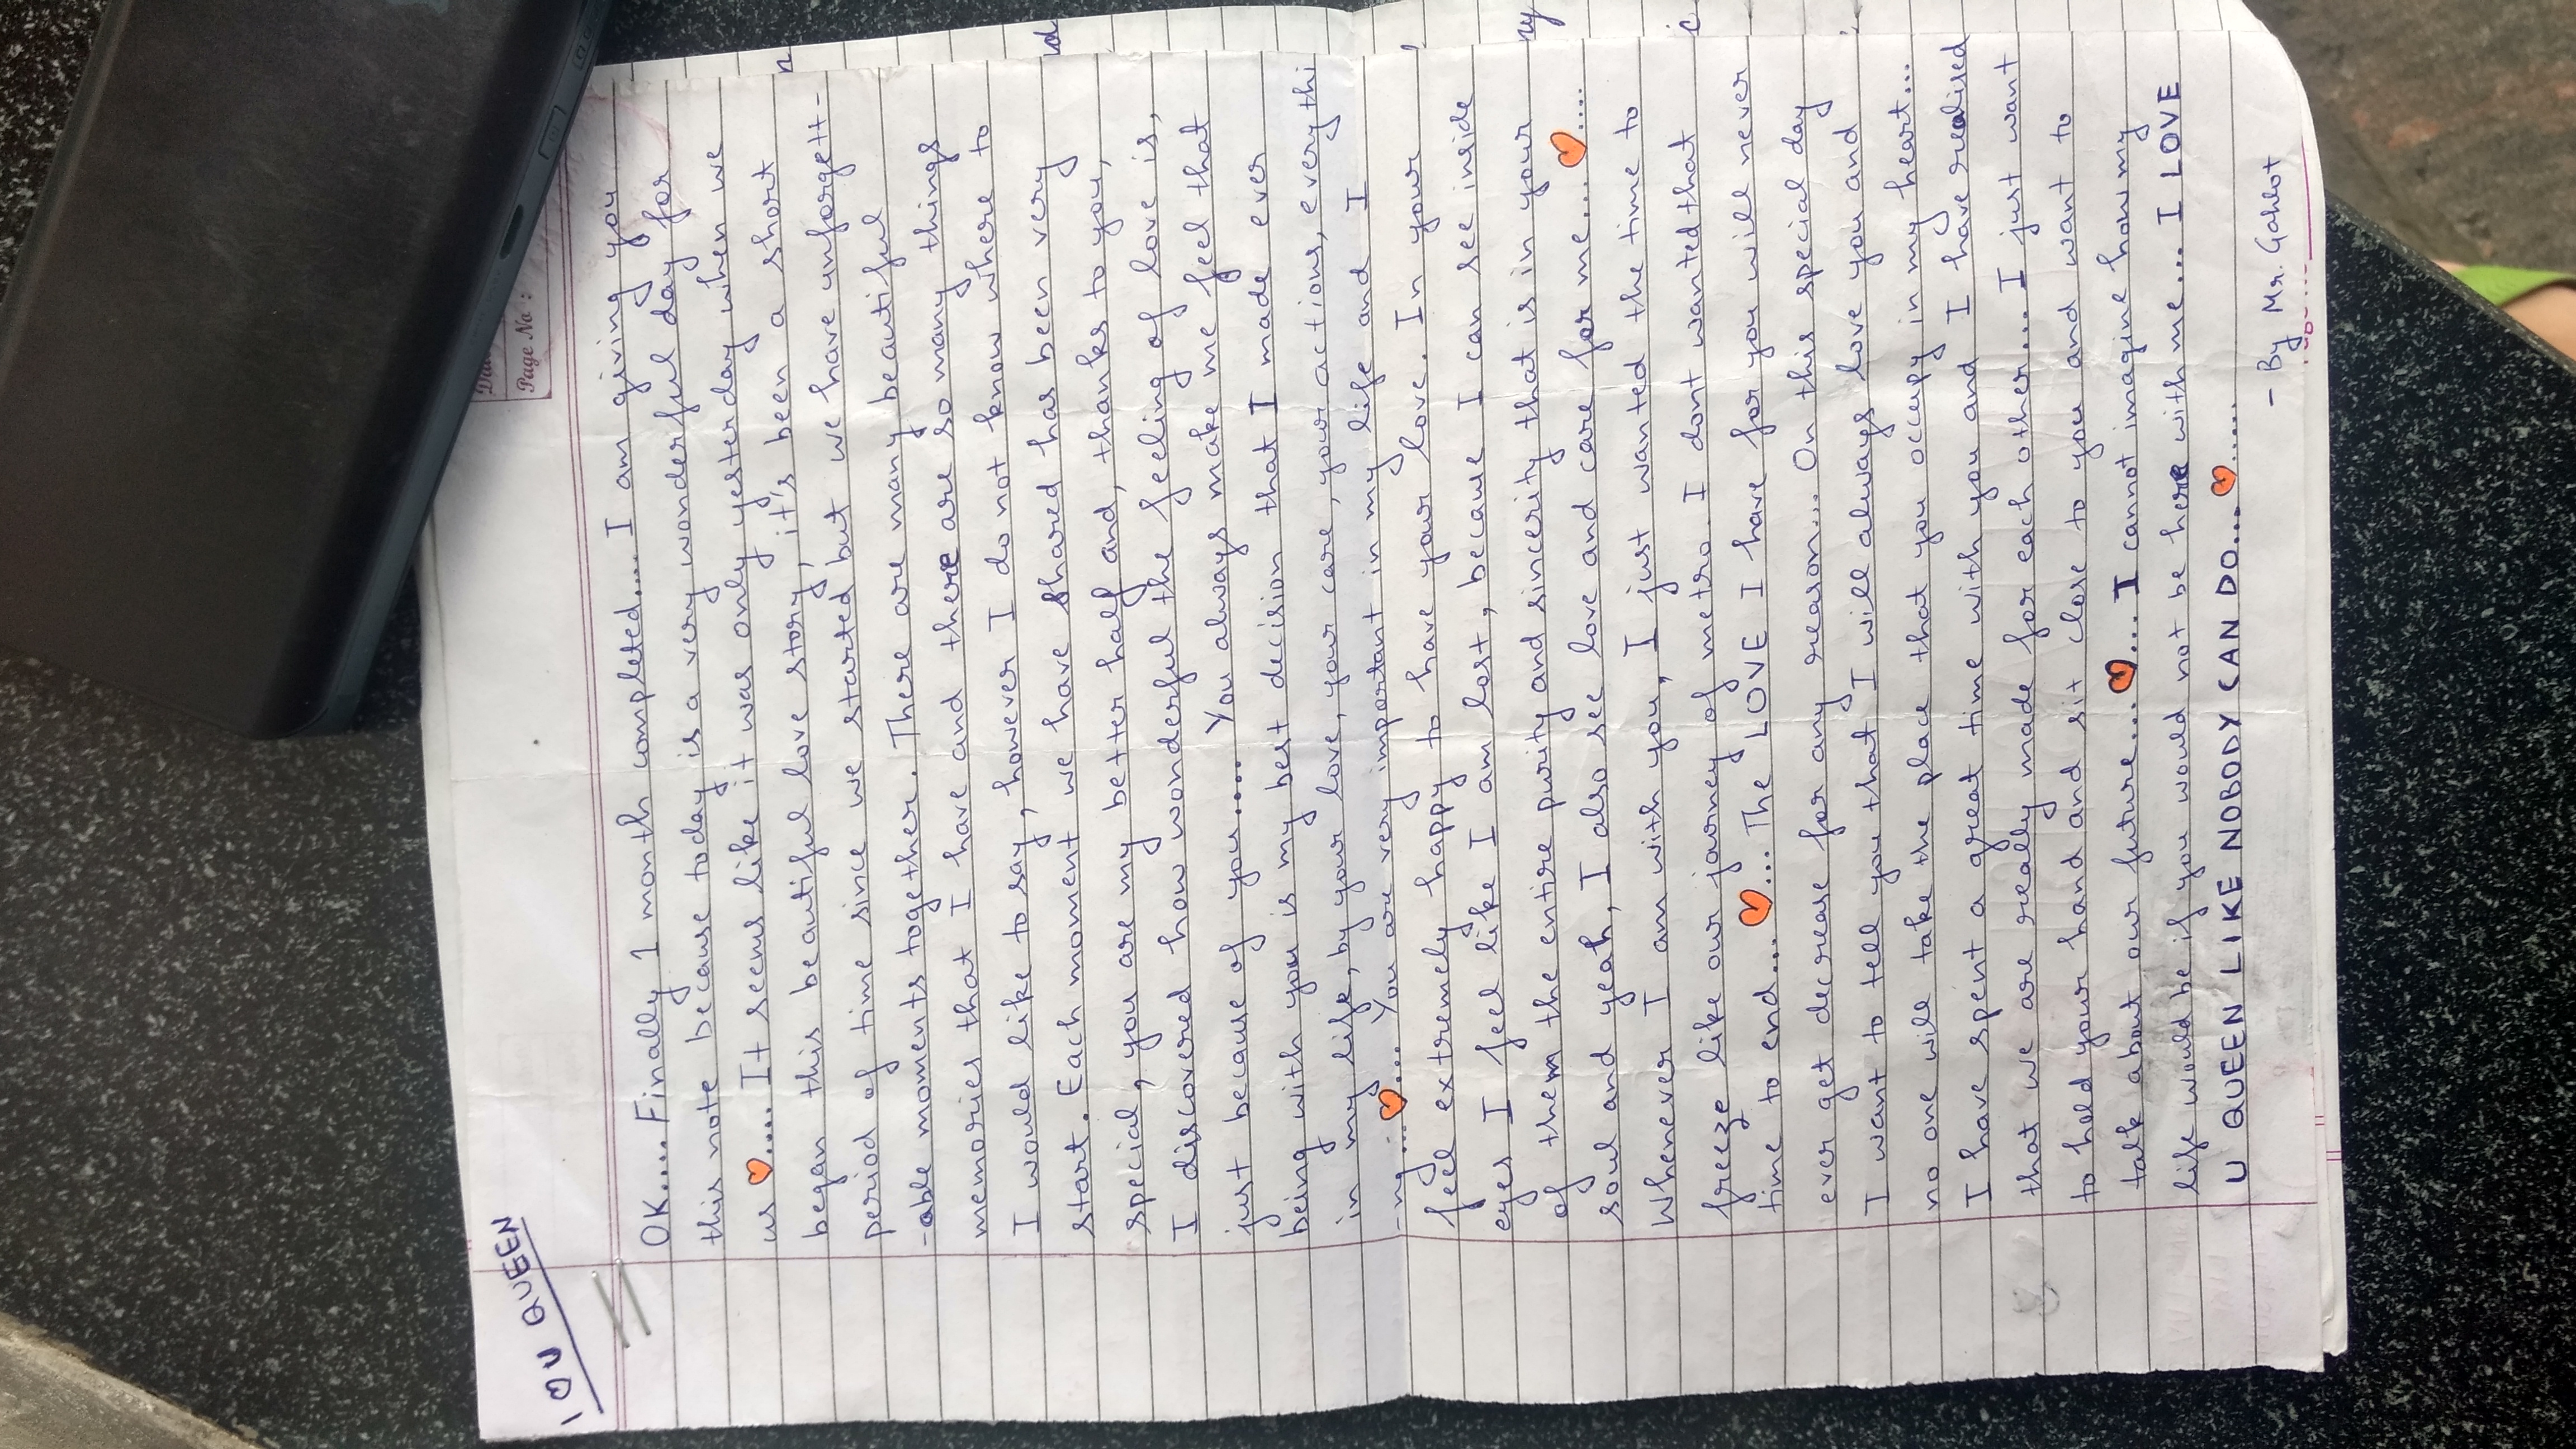 I ♡ U QUEEN
Page No :
OK.... Finally 1 month completed.... I am giving you
this note because today is a very wonderful day for
us ♡.... It seems like it was only yesterday when we
began this beautiful love story, it's been a short
period of time since we started but we have unforgett-
-able moments together. There are many beautiful
memories that I have and there are so many things
I would like to say, however I do not know where to
start. Each moment we have shared has been very
special, you are my better half and, thanks to you,
I discovered how wonderful the feeling of love is,
just because of you..... You always make me feel that
being with you is my best decision that I made ever
in my life, by your love, your care, your actions, everythi
-ng...♡.... You are very important in my life and I
feel extremely happy to have your love. In your
eyes I feel like I am lost, because I can see inside
of them the entire purity and sincerity that is in your
soul and yeah, I also see love and care for me....♡....
Whenever I am with you, I just wanted the time to
freeze like our jarney of metro. I dont wanted that
time to end....♡.... The LOVE I have for you will never
ever get decrease for any reason... On this special day
I want to tell you that I will always love you and
no one will take the place that you occupy in my heart...
I have spent a great time with you and I have realised
that we are really made for each other.... I just want
to hold your hand and sit close to you and want to
talk about our future....♡... I cannot imagine how my
life would be if you would not be here with me... I LOVE
U QUEEN LIKE NOBODY CAN DO....♡.....
- By Mr. Gahlot